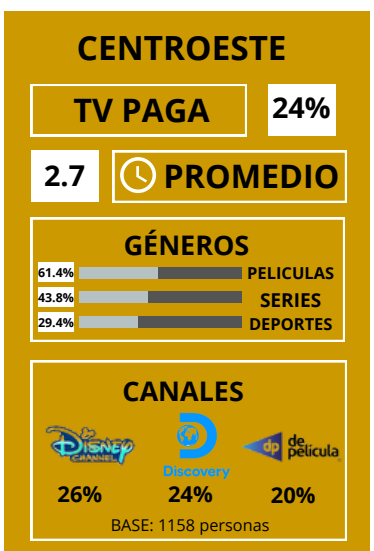 CENTROESTE
TV PAGA 24%
2.7 PROMEDIO
GÉNEROS
61.4% PELICULAS
43.8% SERIES
29.4% DEPORTES
CANALES
Disney CHANNEL
Discovery
dp de película
26% 24% 20%
BASE: 1158 personas